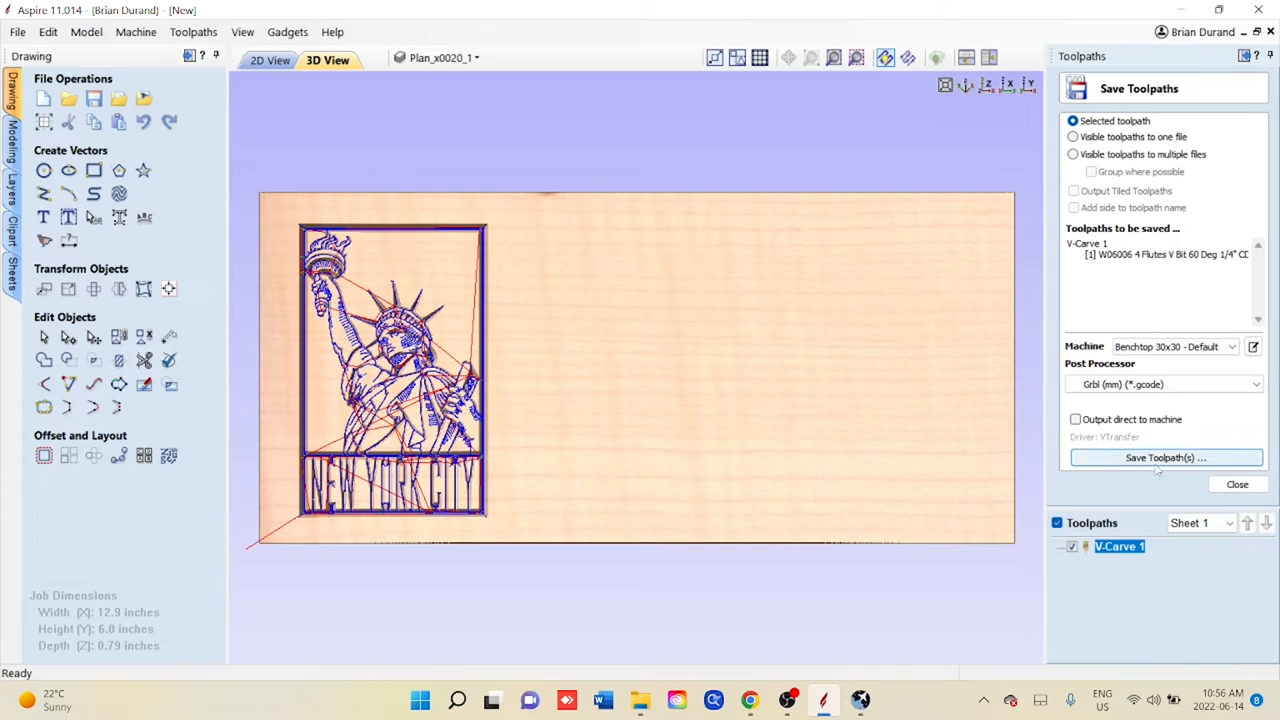 Aspire 11.014 - (Brian Durand) - [New]
File Edit Model Machine Toolpaths View Gadgets Help
Brian Durand
Drawing
2D View 3D View Plan_x0020_1
Toolpaths
Drawing
Modeling
Layers
Clipart
Sheets
File Operations
Create Vectors
Transform Objects
Edit Objects
Offset and Layout
Job Dimensions
Width (X): 12.9 inches
Height (Y): 6.0 inches
Depth (Z): 0.79 inches
Z X Y
NEW YORK CITY
Save Toolpaths
Selected toolpath
Visible toolpaths to one file
Visible toolpaths to multiple files
Group where possible
Output Tiled Toolpaths
Add side to toolpath name
Toolpaths to be saved ...
V-Carve 1
[1] W06006 4 Flutes V Bit 60 Deg 1/4" CD
Machine Benchtop 30x30 - Default
Post Processor
Grbl (mm) (*.gcode)
Output direct to machine
Driver: VTransfer
Save Toolpath(s) ...
Close
Toolpaths Sheet 1
V-Carve 1
Ready
22°C
Sunny
ENG
US
10:56 AM
2022-06-14
8